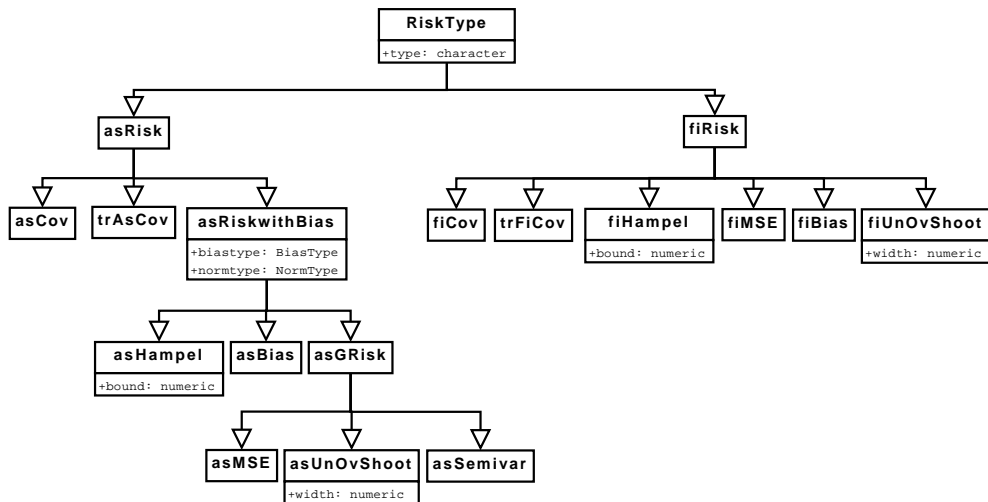 RiskType
+type: character
asRisk
fiRisk
asCov
trAsCov
asRiskwithBias
+biastype: BiasType
+normtype: NormType
fiCov
trFiCov
fiHampel
+bound: numeric
fiMSE
fiBias
fiUnOvShoot
+width: numeric
asHampel
+bound: numeric
asBias
asGRisk
asMSE
asUnOvShoot
+width: numeric
asSemivar